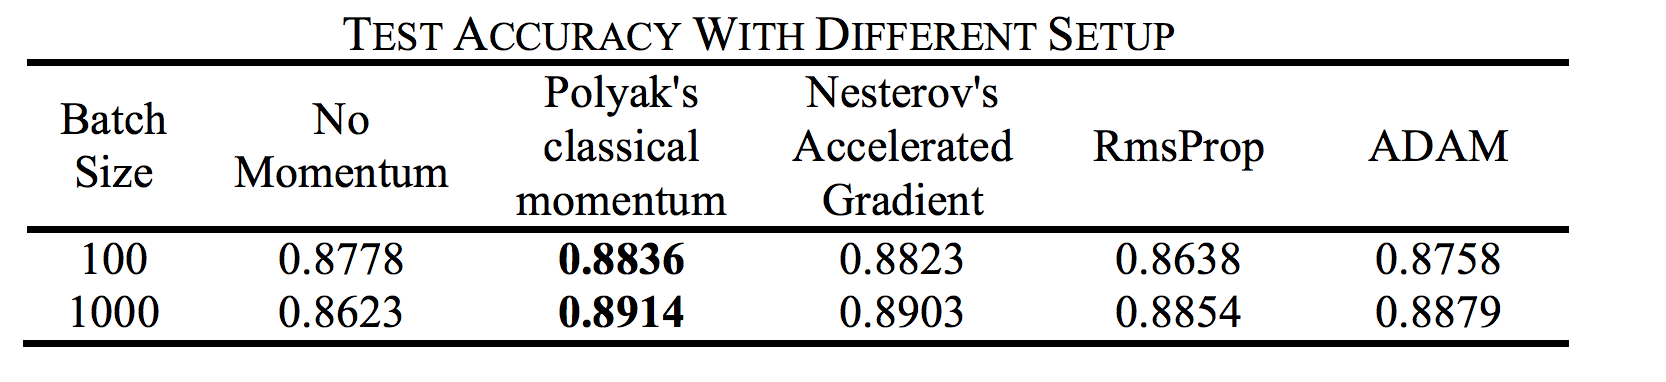 TEST ACCURACY WITH DIFFERENT SETUP
Batch Size No Momentum Polyak's classical momentum Nesterov's Accelerated Gradient RmsProp ADAM
100 0.8778 0.8836 0.8823 0.8638 0.8758
1000 0.8623 0.8914 0.8903 0.8854 0.8879